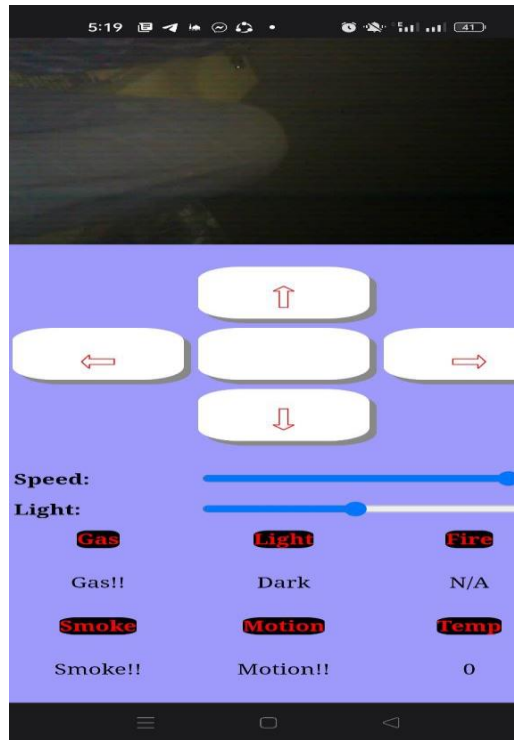 5:19 41
⇧
⇦ ⇨
⇩
Speed:
Light:
Gas Light Fire
Gas!! Dark N/A
Smoke Motion Temp
Smoke!! Motion!! 0